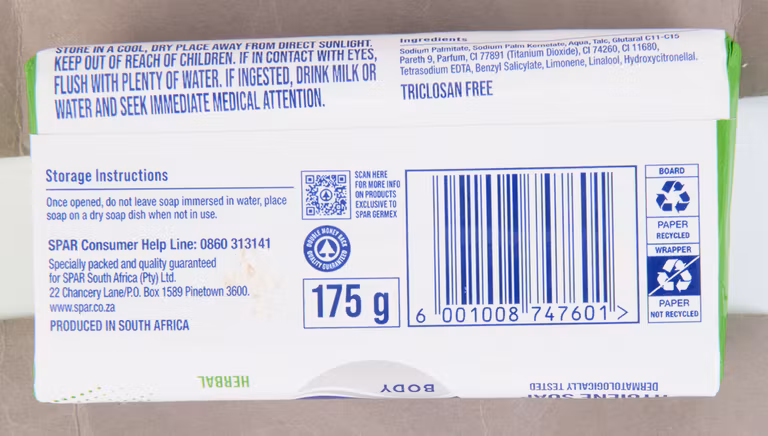 STORE IN A COOL, DRY PLACE AWAY FROM DIRECT SUNLIGHT.
KEEP OUT OF REACH OF CHILDREN. IF IN CONTACT WITH EYES,
FLUSH WITH PLENTY OF WATER. IF INGESTED, DRINK MILK OR
WATER AND SEEK IMMEDIATE MEDICAL ATTENTION.
Ingredients
Sodium Palmitate, Sodium Palm Kernelate, Aqua, Talc, Glutaral C11-C15
Pareth 9, Parfum, CI 77891 (Titanium Dioxide), CI 74260, CI 11680,
Tetrasodium EDTA, Benzyl Salicylate, Limonene, Linalool, Hydroxycitronellal.
TRICLOSAN FREE
Storage Instructions
Once opened, do not leave soap immersed in water, place
soap on a dry soap dish when not in use.
SPAR Consumer Help Line: 0860 313141
Specially packed and quality guaranteed
for SPAR South Africa (Pty) Ltd.
22 Chancery Lane/P.O. Box 1589 Pinetown 3600.
www.spar.co.za
PRODUCED IN SOUTH AFRICA
SCAN HERE
FOR MORE INFO
ON PRODUCTS
EXCLUSIVE TO
SPAR GERMEX
DOUBLE MONEY BACK
QUALITY GUARANTEED
175 g
6 001008 747601 >
BOARD
PAPER
RECYCLED
WRAPPER
PAPER
NOT RECYCLED
HERBAL
BODY
DERMATOLOGICALLY TESTED
HYGIENE SOAP